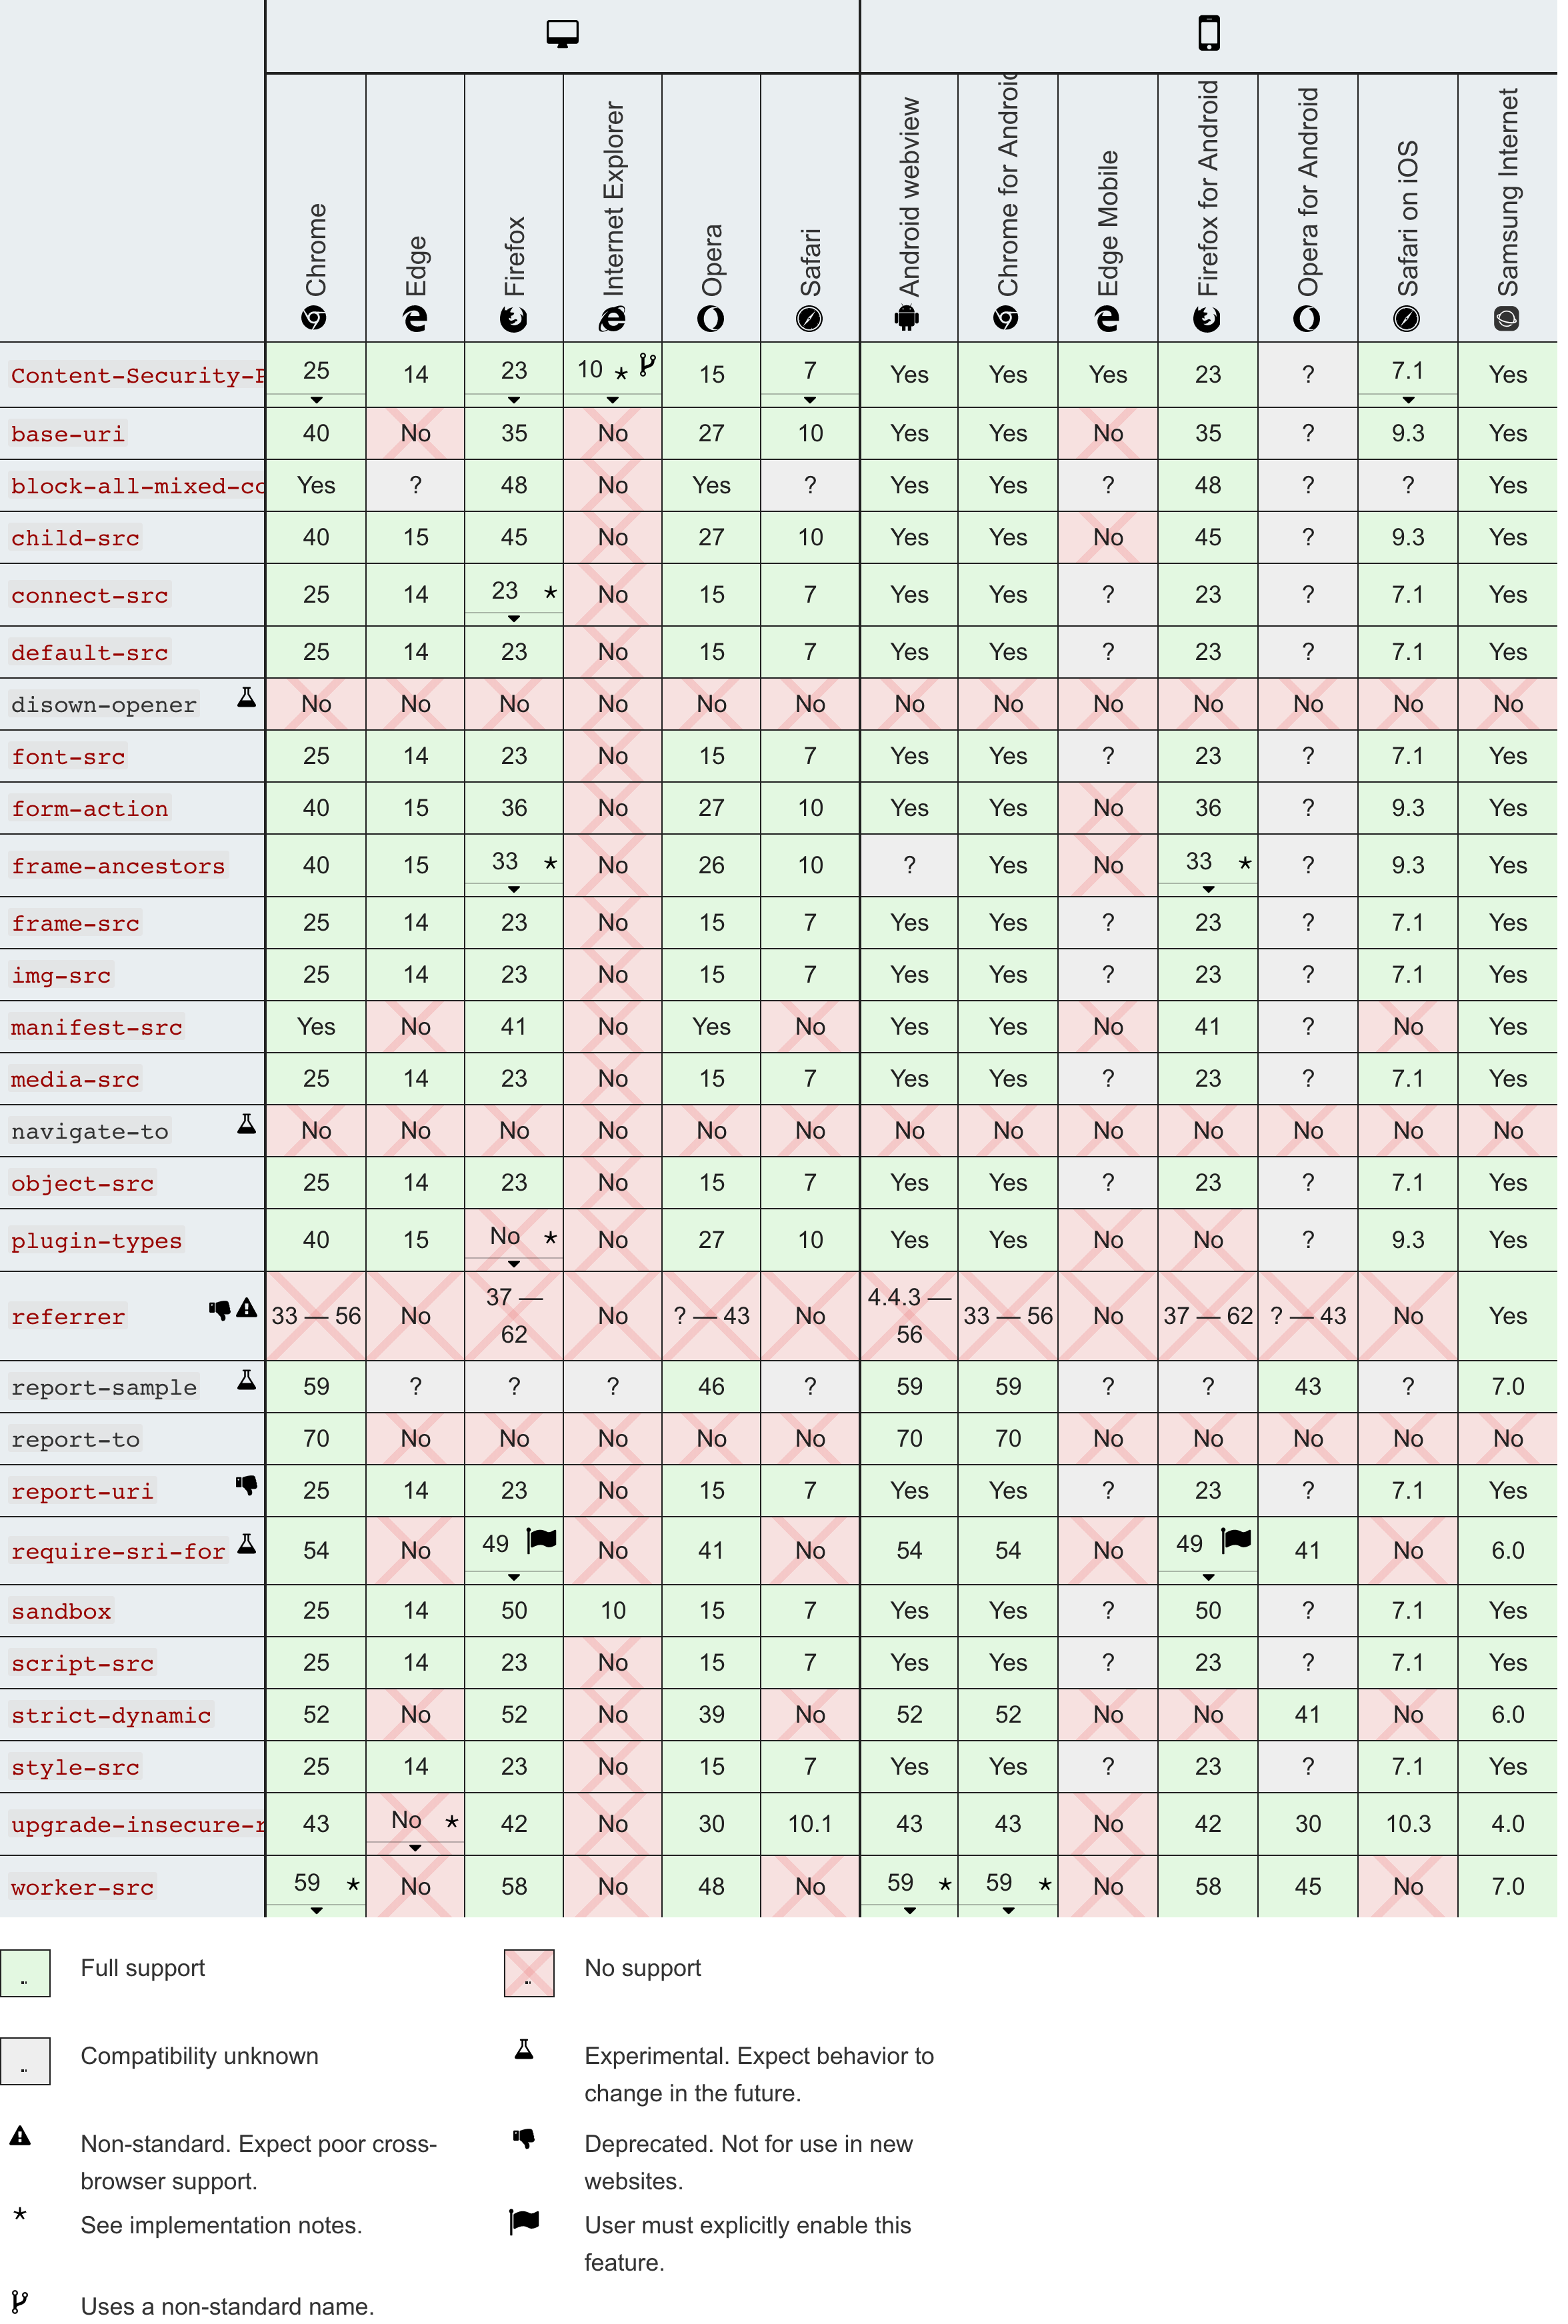 Chrome Edge Firefox Internet Explorer Opera Safari Android webview Chrome for Android Edge Mobile Firefox for Android Opera for Android Safari on iOS Samsung Internet
Content-Security-P 25 14 23 10 * 15 7 Yes Yes Yes 23 ? 7.1 Yes
base-uri 40 No 35 No 27 10 Yes Yes No 35 ? 9.3 Yes
block-all-mixed-co Yes ? 48 No Yes ? Yes Yes ? 48 ? ? Yes
child-src 40 15 45 No 27 10 Yes Yes No 45 ? 9.3 Yes
connect-src 25 14 23 * No 15 7 Yes Yes ? 23 ? 7.1 Yes
default-src 25 14 23 No 15 7 Yes Yes ? 23 ? 7.1 Yes
disown-opener No No No No No No No No No No No No No
font-src 25 14 23 No 15 7 Yes Yes ? 23 ? 7.1 Yes
form-action 40 15 36 No 27 10 Yes Yes No 36 ? 9.3 Yes
frame-ancestors 40 15 33 * No 26 10 ? Yes No 33 * ? 9.3 Yes
frame-src 25 14 23 No 15 7 Yes Yes ? 23 ? 7.1 Yes
img-src 25 14 23 No 15 7 Yes Yes ? 23 ? 7.1 Yes
manifest-src Yes No 41 No Yes No Yes Yes No 41 ? No Yes
media-src 25 14 23 No 15 7 Yes Yes ? 23 ? 7.1 Yes
navigate-to No No No No No No No No No No No No No
object-src 25 14 23 No 15 7 Yes Yes ? 23 ? 7.1 Yes
plugin-types 40 15 No * No 27 10 Yes Yes No No ? 9.3 Yes
referrer 33 — 56 No 37 — 62 No ? — 43 No 4.4.3 — 56 33 — 56 No 37 — 62 ? — 43 No Yes
report-sample 59 ? ? ? 46 ? 59 59 ? ? 43 ? 7.0
report-to 70 No No No No No 70 70 No No No No No
report-uri 25 14 23 No 15 7 Yes Yes ? 23 ? 7.1 Yes
require-sri-for 54 No 49 No 41 No 54 54 No 49 41 No 6.0
sandbox 25 14 50 10 15 7 Yes Yes ? 50 ? 7.1 Yes
script-src 25 14 23 No 15 7 Yes Yes ? 23 ? 7.1 Yes
strict-dynamic 52 No 52 No 39 No 52 52 No No 41 No 6.0
style-src 25 14 23 No 15 7 Yes Yes ? 23 ? 7.1 Yes
upgrade-insecure-r 43 No * 42 No 30 10.1 43 43 No 42 30 10.3 4.0
worker-src 59 * No 58 No 48 No 59 * 59 * No 58 45 No 7.0
Full support
No support
Compatibility unknown
Experimental. Expect behavior to
change in the future.
Non-standard. Expect poor cross-
browser support.
Deprecated. Not for use in new
websites.
* See implementation notes.
User must explicitly enable this
feature.
Uses a non-standard name.